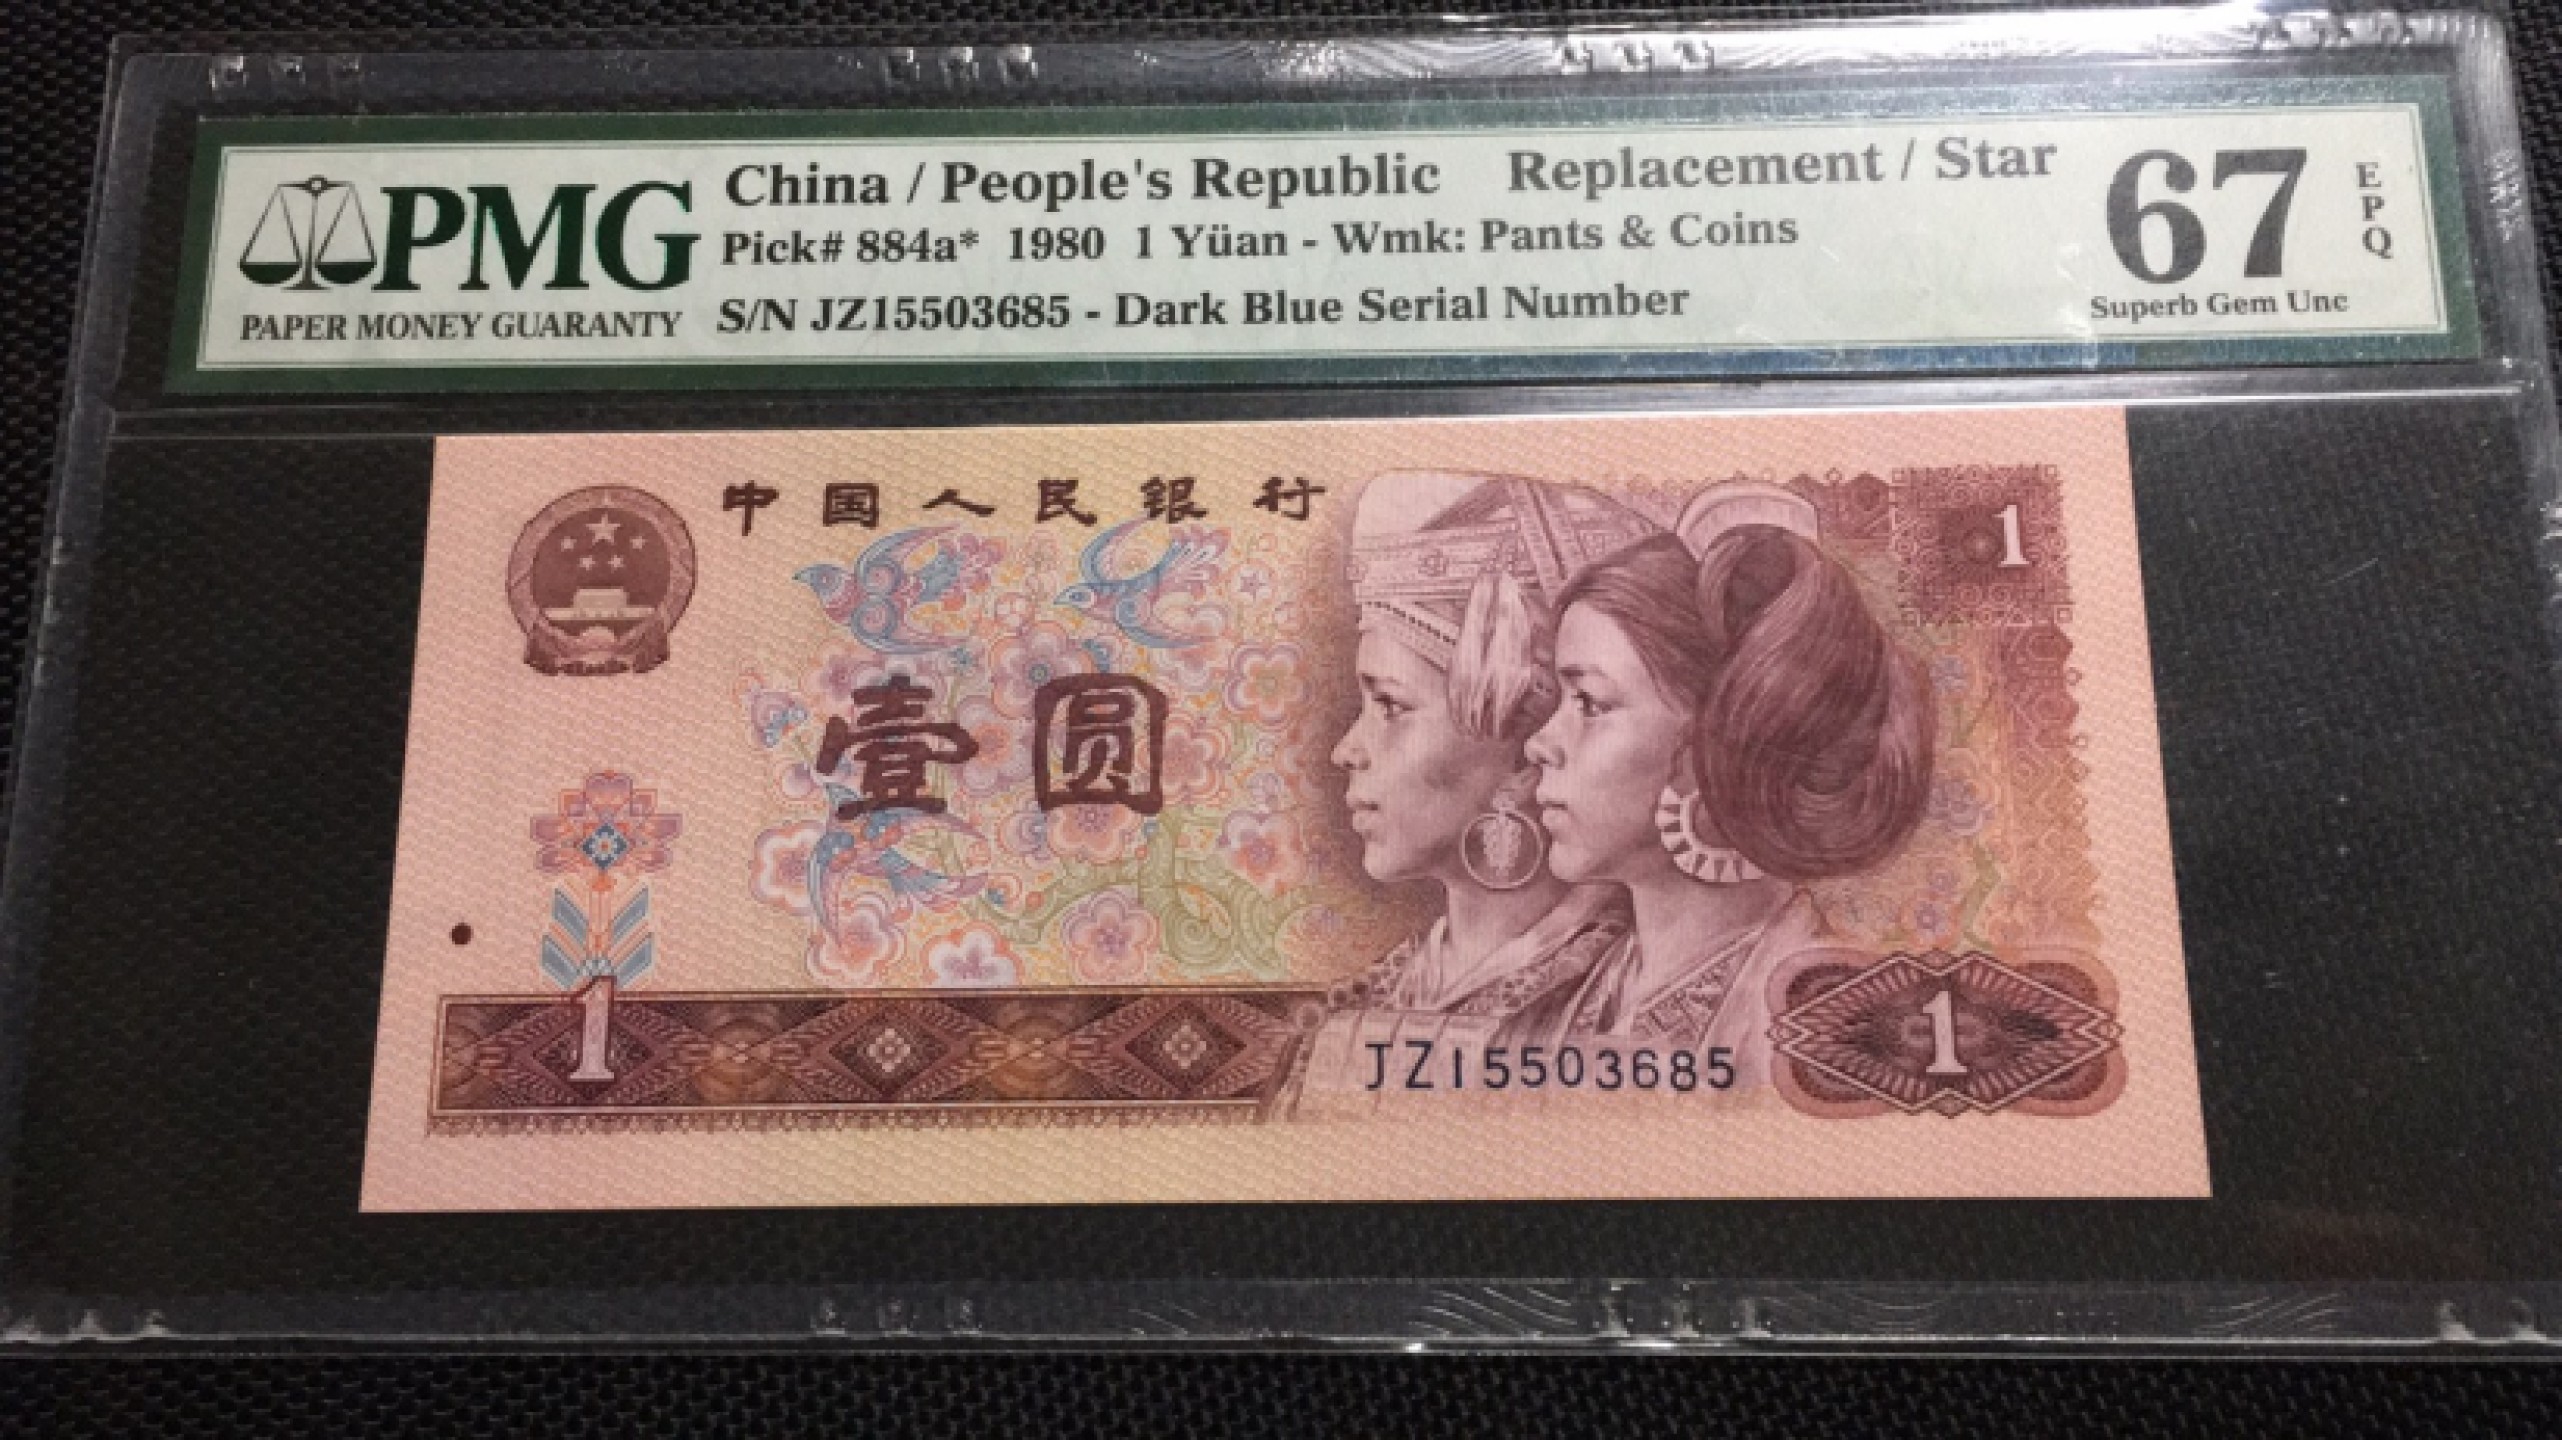 PMG
PAPER MONEY GUARANTY
China / People's Republic Replacement / Star
Pick# 884a* 1980 1 Yüan - Wmk: Pants & Coins
S/N JZ15503685 - Dark Blue Serial Number
67
EPQ
Superb Gem Unc
中国人民银行
1
壹圆
1
1
JZ15503685